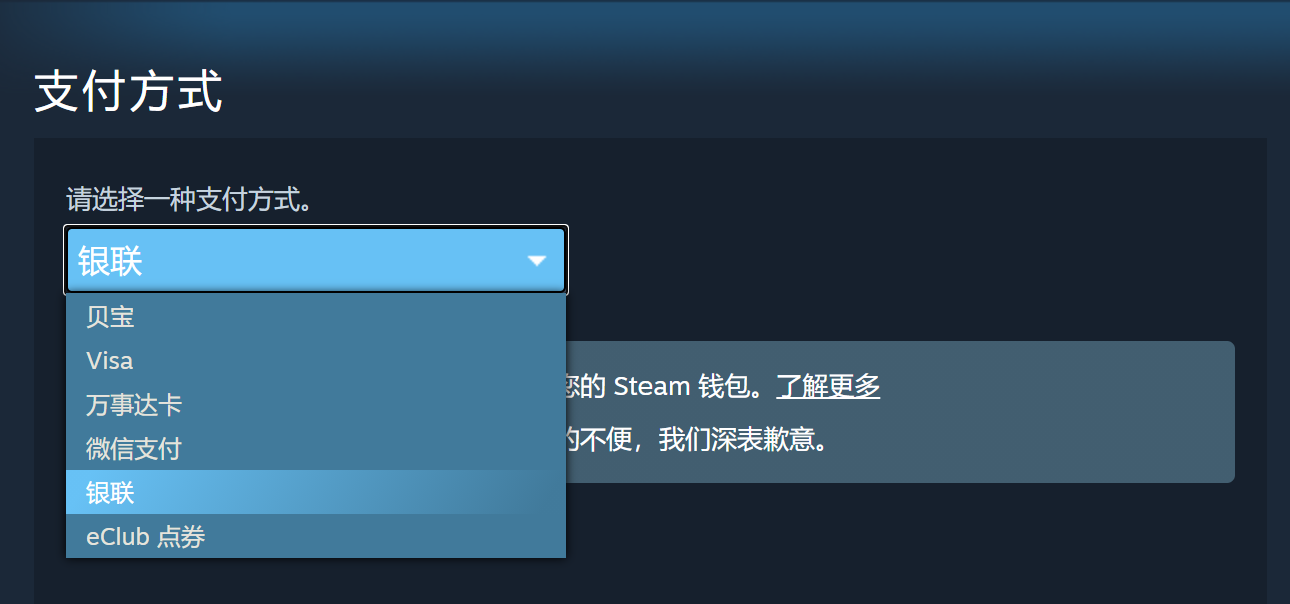 支付方式
请选择一种支付方式。
银联
贝宝
Visa
万事达卡
微信支付
银联
eClub 点券
您的 Steam 钱包。了解更多
的不便，我们深表歉意。